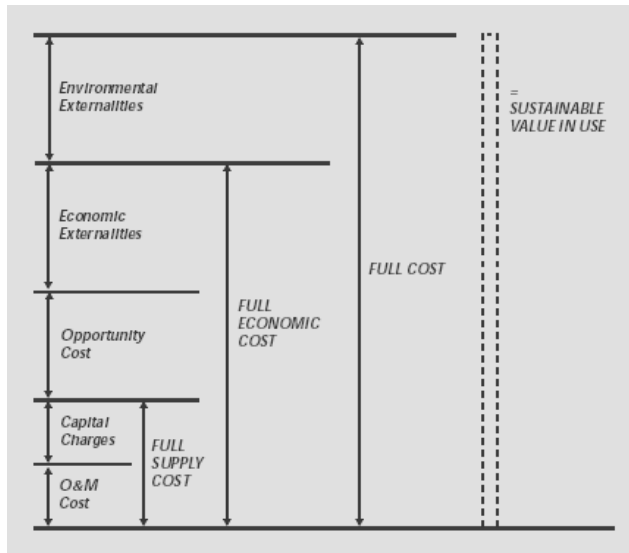 Environmental
Externalities
=
SUSTAINABLE
VALUE IN USE
Economic
Externalities
FULL COST
FULL
ECONOMIC
COST
Opportunity
Cost
Capital
Charges
FULL
SUPPLY
COST
O&M
Cost